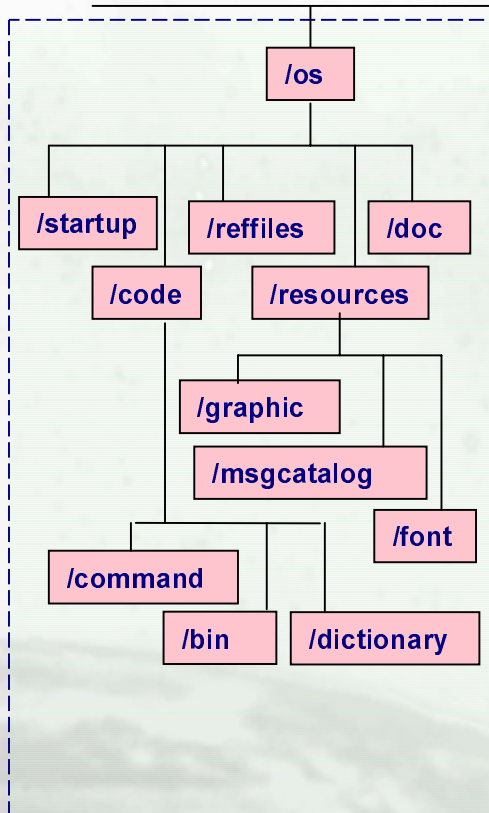 /os
/startup
/reffiles
/doc
/code
/resources
/graphic
/msgcatalog
/font
/command
/bin
/dictionary